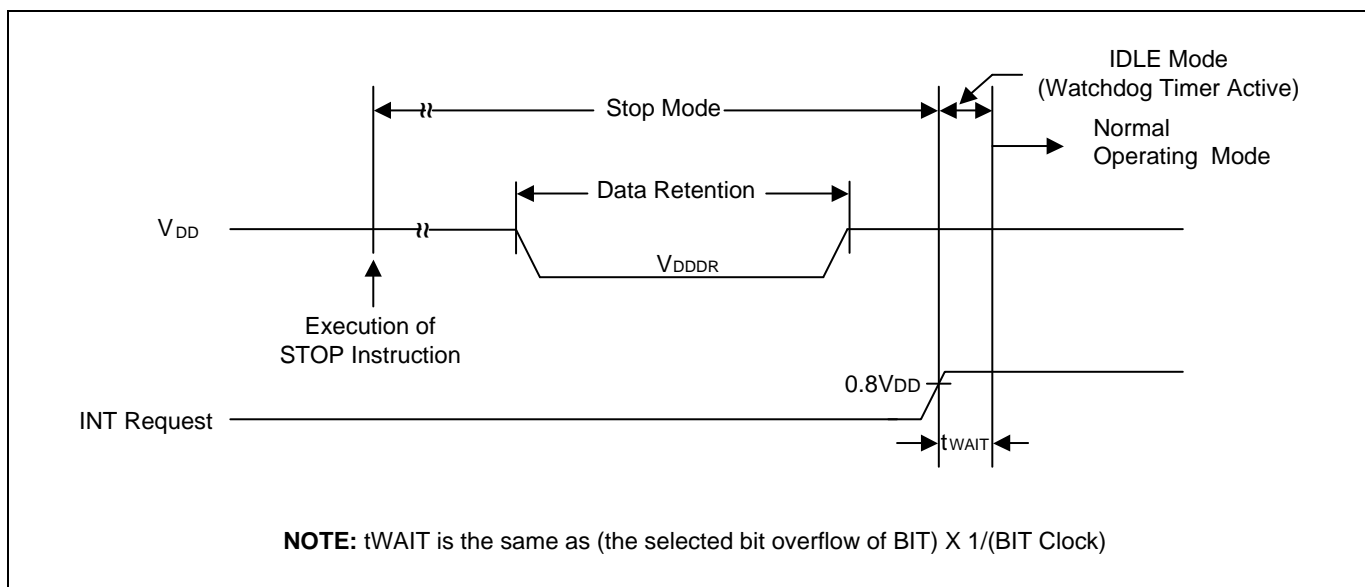 IDLE Mode
(Watchdog Timer Active)
Stop Mode
Normal
Operating Mode
Data Retention
VDD
VDDDR
Execution of
STOP Instruction
0.8VDD
INT Request
tWAIT
NOTE: tWAIT is the same as (the selected bit overflow of BIT) X 1/(BIT Clock)